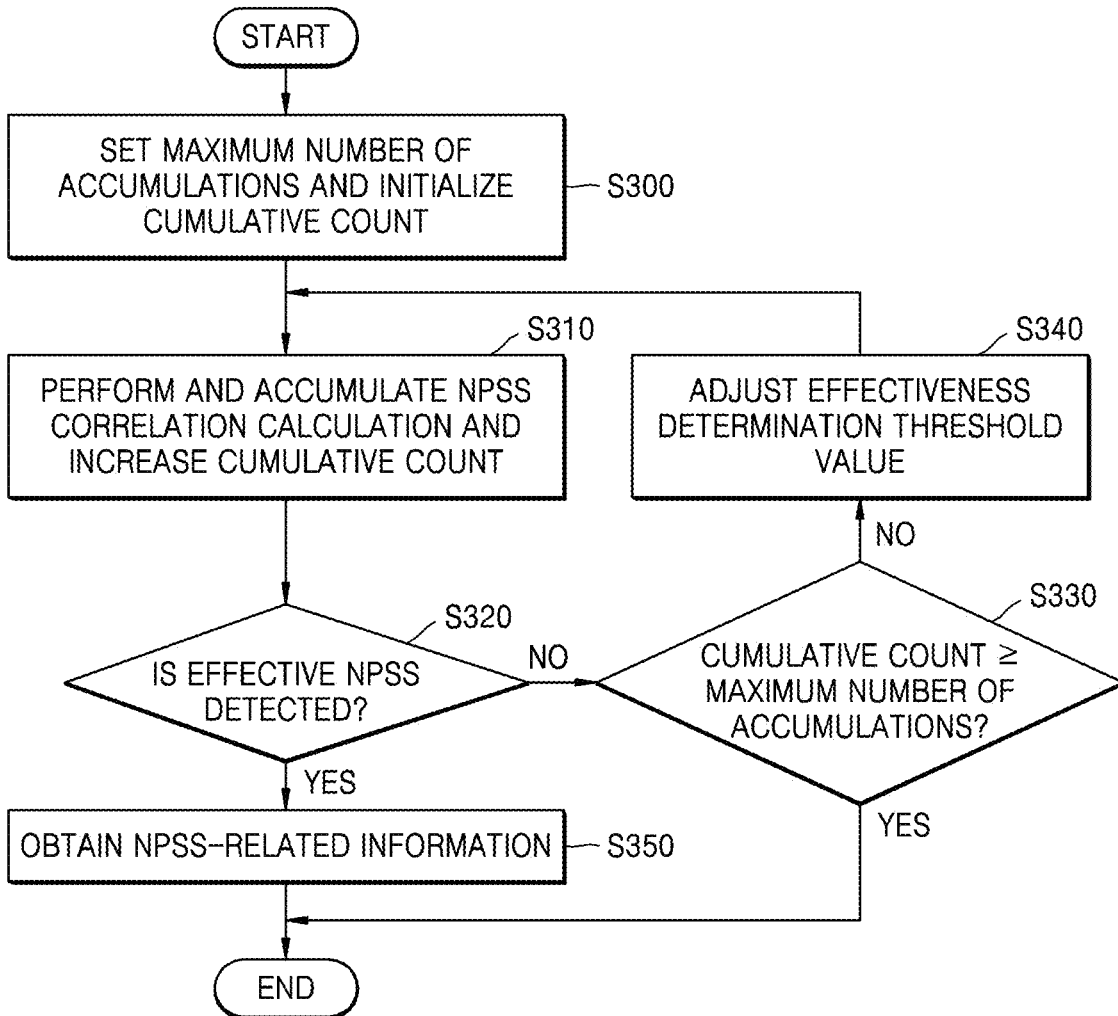 START
SET MAXIMUM NUMBER OF
ACCUMULATIONS AND INITIALIZE
CUMULATIVE COUNT
S300
S310
PERFORM AND ACCUMULATE NPSS
CORRELATION CALCULATION AND
INCREASE CUMULATIVE COUNT
S340
ADJUST EFFECTIVENESS
DETERMINATION THRESHOLD
VALUE
NO
S320
IS EFFECTIVE NPSS
DETECTED?
NO
S330
CUMULATIVE COUNT ≥
MAXIMUM NUMBER OF
ACCUMULATIONS?
YES
YES
OBTAIN NPSS-RELATED INFORMATION
S350
END